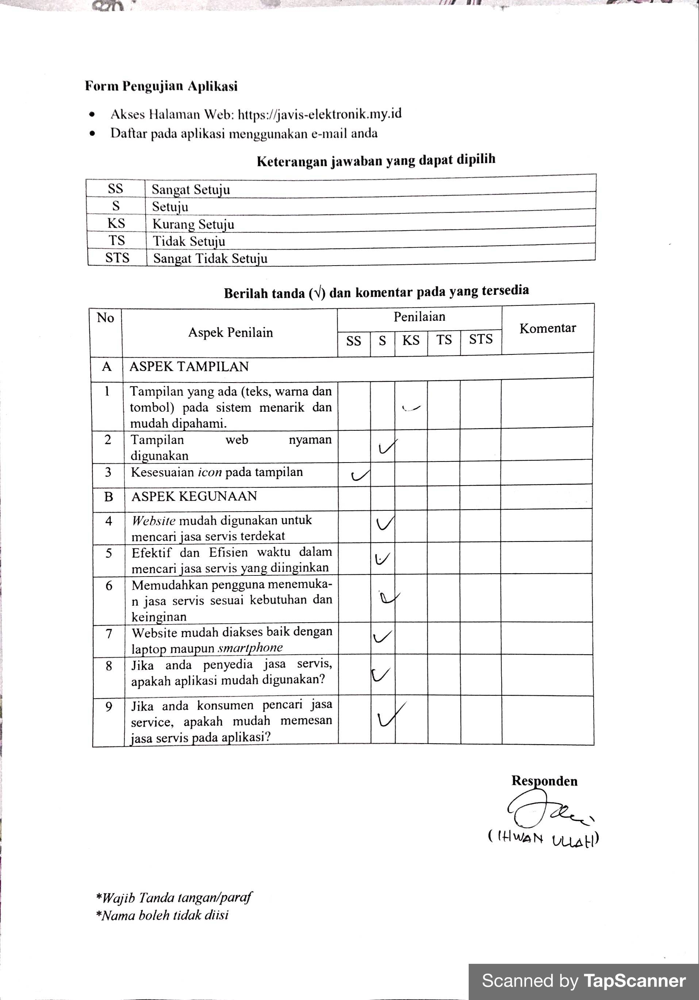 Form Pengujian Aplikasi
• Akses Halaman Web: https://javis-elektronik.my.id
• Daftar pada aplikasi menggunakan e-mail anda
Keterangan jawaban yang dapat dipilih
SS Sangat Setuju
S Setuju
KS Kurang Setuju
TS Tidak Setuju
STS Sangat Tidak Setuju
Berilah tanda (√) dan komentar pada yang tersedia
No Aspek Penilain Penilaian Komentar
SS S KS TS STS
A ASPEK TAMPILAN
1 Tampilan yang ada (teks, warna dan
tombol) pada sistem menarik dan ✓
mudah dipahami.
2 Tampilan web nyaman ✓
digunakan
3 Kesesuaian icon pada tampilan ✓
B ASPEK KEGUNAAN
4 Website mudah digunakan untuk ✓
mencari jasa servis terdekat
5 Efektif dan Efisien waktu dalam ✓
mencari jasa servis yang diinginkan
6 Memudahkan pengguna menemuka-
n jasa servis sesuai kebutuhan dan ✓
keinginan
7 Website mudah diakses baik dengan ✓
laptop maupun smartphone
8 Jika anda penyedia jasa servis, ✓
apakah aplikasi mudah digunakan?
9 Jika anda konsumen pencari jasa
service, apakah mudah memesan ✓
jasa servis pada aplikasi?
Responden
(IHWAN ULLAH)
*Wajib Tanda tangan/paraf
*Nama boleh tidak diisi
Scanned by TapScanner